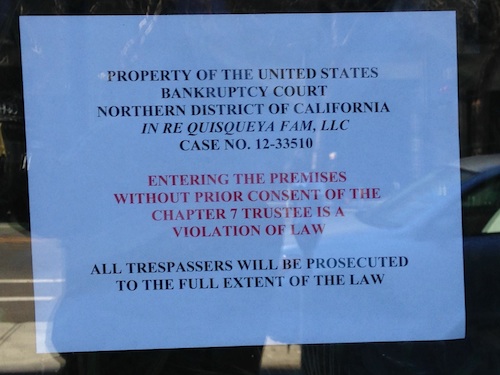 PROPERTY OF THE UNITED STATES
BANKRUPTCY COURT
NORTHERN DISTRICT OF CALIFORNIA
IN RE QUISQUEYA FAM, LLC
CASE NO. 12-33510
ENTERING THE PREMISES
WITHOUT PRIOR CONSENT OF THE
CHAPTER 7 TRUSTEE IS A
VIOLATION OF LAW
ALL TRESPASSERS WILL BE PROSECUTED
TO THE FULL EXTENT OF THE LAW